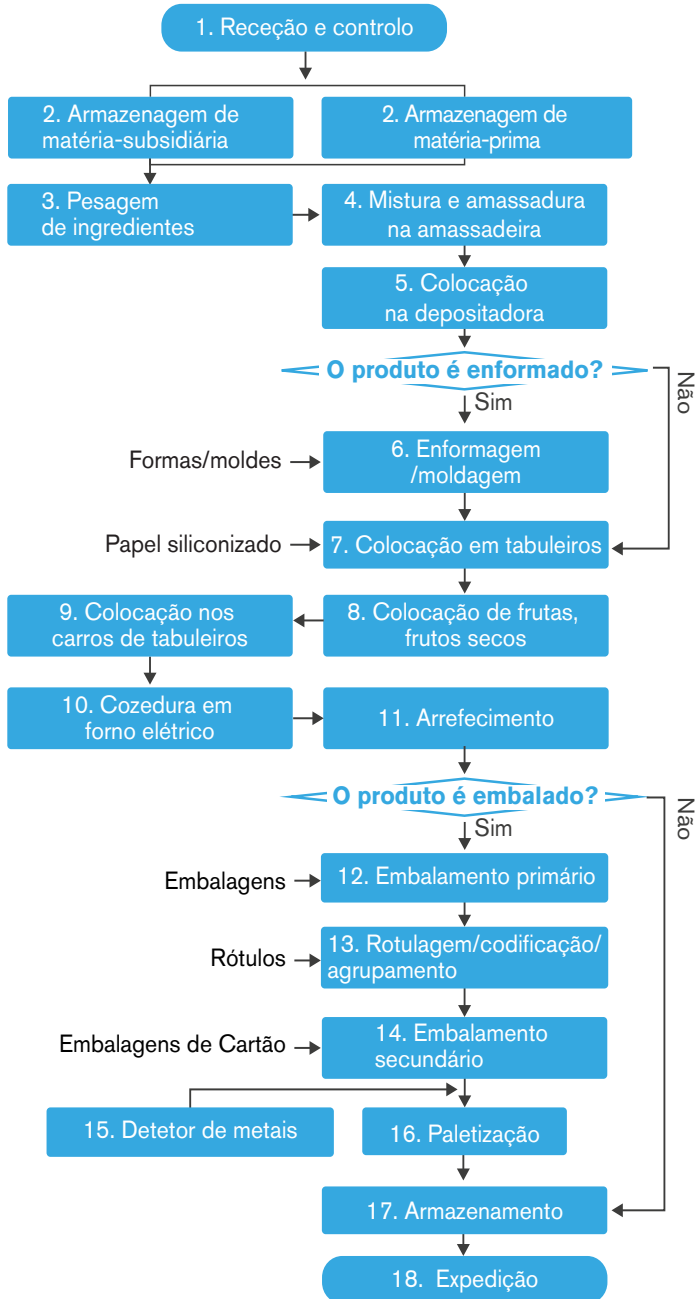 1. Receção e controlo
2. Armazenagem de
matéria-subsidiária
2. Armazenagem de
matéria-prima
3. Pesagem
de ingredientes
4. Mistura e amassadura
na amassadeira
5. Colocação
na depositadora
O produto é enformado?
Não
Sim
Formas/moldes
6. Enformagem
/moldagem
Papel siliconizado
7. Colocação em tabuleiros
8. Colocação de frutas,
frutos secos
9. Colocação nos
carros de tabuleiros
10. Cozedura em
forno elétrico
11. Arrefecimento
O produto é embalado?
Não
Sim
Embalagens
12. Embalamento primário
Rótulos
13. Rotulagem/codificação/
agrupamento
Embalagens de Cartão
14. Embalamento
secundário
15. Detetor de metais
16. Paletização
17. Armazenamento
18. Expedição